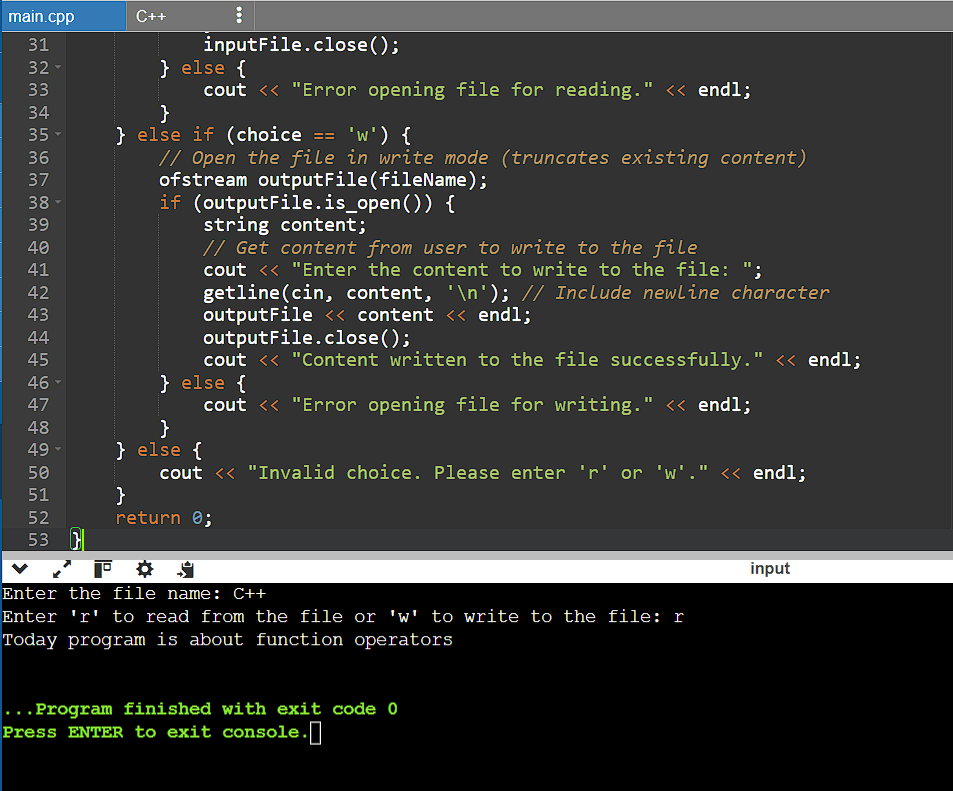 main.cpp C++
31 inputFile.close();
32 } else {
33 cout << "Error opening file for reading." << endl;
34 }
35 } else if (choice == 'w') {
36 // Open the file in write mode (truncates existing content)
37 ofstream outputFile(fileName);
38 if (outputFile.is_open()) {
39 string content;
40 // Get content from user to write to the file
41 cout << "Enter the content to write to the file: ";
42 getline(cin, content, '\n'); // Include newline character
43 outputFile << content << endl;
44 outputFile.close();
45 cout << "Content written to the file successfully." << endl;
46 } else {
47 cout << "Error opening file for writing." << endl;
48 }
49 } else {
50 cout << "Invalid choice. Please enter 'r' or 'w'." << endl;
51 }
52 return 0;
53 }
input
Enter the file name: C++
Enter 'r' to read from the file or 'w' to write to the file: r
Today program is about function operators
...Program finished with exit code 0
Press ENTER to exit console.